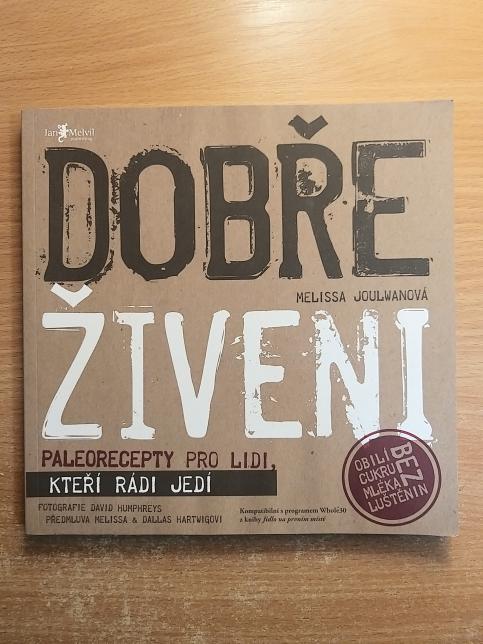 Jan Melvil
publishing
DOBŘE
MELISSA JOULWANOVÁ
ŽIVENI
PALEORECEPTY PRO LIDI,
KTEŘÍ RÁDI JEDÍ
BEZ
OBILÍ
CUKRU
MLÉKA
LUŠTĚNIN
FOTOGRAFIE DAVID HUMPHREYS
PŘEDMLUVA MELISSA & DALLAS HARTWIGOVI
Kompatibilní s programem Whole30
z knihy Jídlo na prvním místě